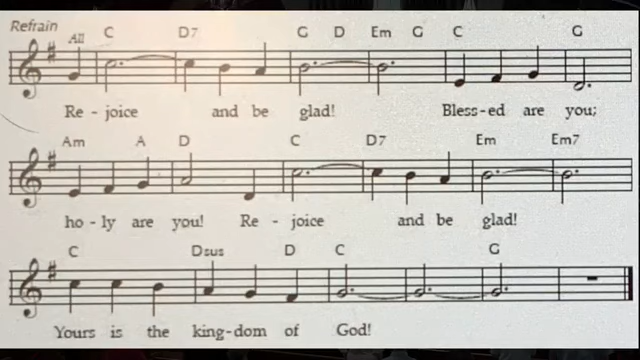 Refrain
All C D7 G D Em G C G
Re - joice and be glad! Bless-ed are you;
Am A D C D7 Em Em7
ho - ly are you! Re - joice and be glad!
C Dsus D C G
Yours is the king-dom of God!